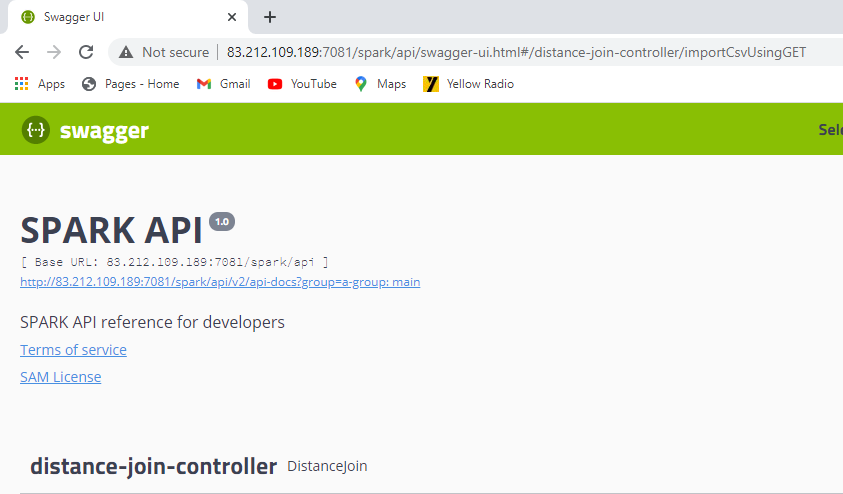 Swagger UI
Not secure 83.212.109.189:7081/spark/api/swagger-ui.html#/distance-join-controller/importCsvUsingGET
Apps Pages - Home Gmail YouTube Maps Yellow Radio
{··} swagger
Sele
SPARK API 1.0
[ Base URL: 83.212.109.189:7081/spark/api ]
http://83.212.109.189:7081/spark/api/v2/api-docs?group=a-group: main
SPARK API reference for developers
Terms of service
SAM License
distance-join-controller DistanceJoin